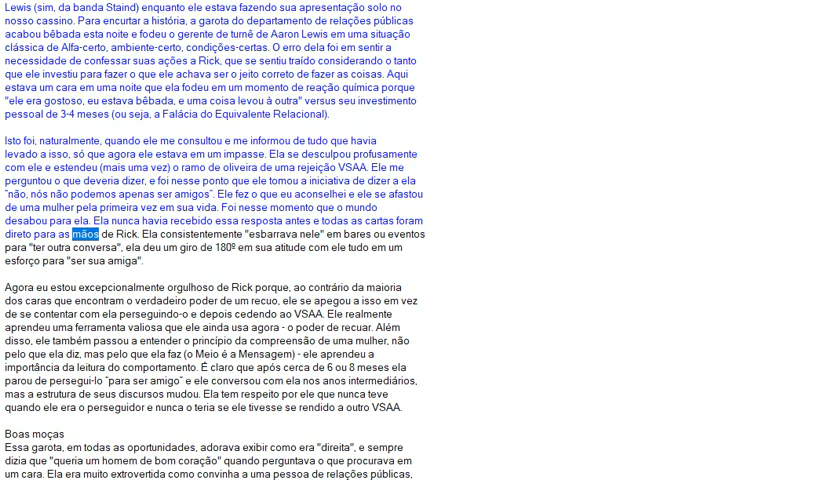 Lewis (sim, da banda Staind) enquanto ele estava fazendo sua apresentação solo no
nosso cassino. Para encurtar a história, a garota do departamento de relações públicas
acabou bêbada esta noite e fodeu o gerente de turnê de Aaron Lewis em uma situação
clássica de Alfa-certo, ambiente-certo, condições-certas. O erro dela foi em sentir a
necessidade de confessar suas ações a Rick, que se sentiu traído considerando o tanto
que ele investiu para fazer o que ele achava ser o jeito correto de fazer as coisas. Aqui
estava um cara em uma noite que ela fodeu em um momento de reação química porque
"ele era gostoso, eu estava bêbada, e uma coisa levou à outra" versus seu investimento
pessoal de 3-4 meses (ou seja, a Falácia do Equivalente Relacional).
Isto foi, naturalmente, quando ele me consultou e me informou de tudo que havia
levado a isso, só que agora ele estava em um impasse. Ela se desculpou profusamente
com ele e estendeu (mais uma vez) o ramo de oliveira de uma rejeição VSAA. Ele me
perguntou o que deveria dizer, e foi nesse ponto que ele tomou a iniciativa de dizer a ela
"não, nós não podemos apenas ser amigos". Ele fez o que eu aconselhei e ele se afastou
de uma mulher pela primeira vez em sua vida. Foi nesse momento que o mundo
desabou para ela. Ela nunca havia recebido essa resposta antes e todas as cartas foram
direto para as mãos de Rick. Ela consistentemente "esbarrava nele" em bares ou eventos
para "ter outra conversa", ela deu um giro de 180º em sua atitude com ele tudo em um
esforço para "ser sua amiga".
Agora eu estou excepcionalmente orgulhoso de Rick porque, ao contrário da maioria
dos caras que encontram o verdadeiro poder de um recuo, ele se apegou a isso em vez
de se contentar com ela perseguindo-o e depois cedendo ao VSAA. Ele realmente
aprendeu uma ferramenta valiosa que ele ainda usa agora - o poder de recuar. Além
disso, ele também passou a entender o princípio da compreensão de uma mulher, não
pelo que ela diz, mas pelo que ela faz (o Meio é a Mensagem) - ele aprendeu a
importância da leitura do comportamento. É claro que após cerca de 6 ou 8 meses ela
parou de persegui-lo "para ser amigo" e ele conversou com ela nos anos intermediários,
mas a estrutura de seus discursos mudou. Ela tem respeito por ele que nunca teve
quando ele era o perseguidor e nunca o teria se ele tivesse se rendido a outro VSAA.
Boas moças
Essa garota, em todas as oportunidades, adorava exibir como era "direita", e sempre
dizia que "queria um homem de bom coração" quando perguntava o que procurava em
um cara. Ela era muito extrovertida como convinha a uma pessoa de relações públicas,